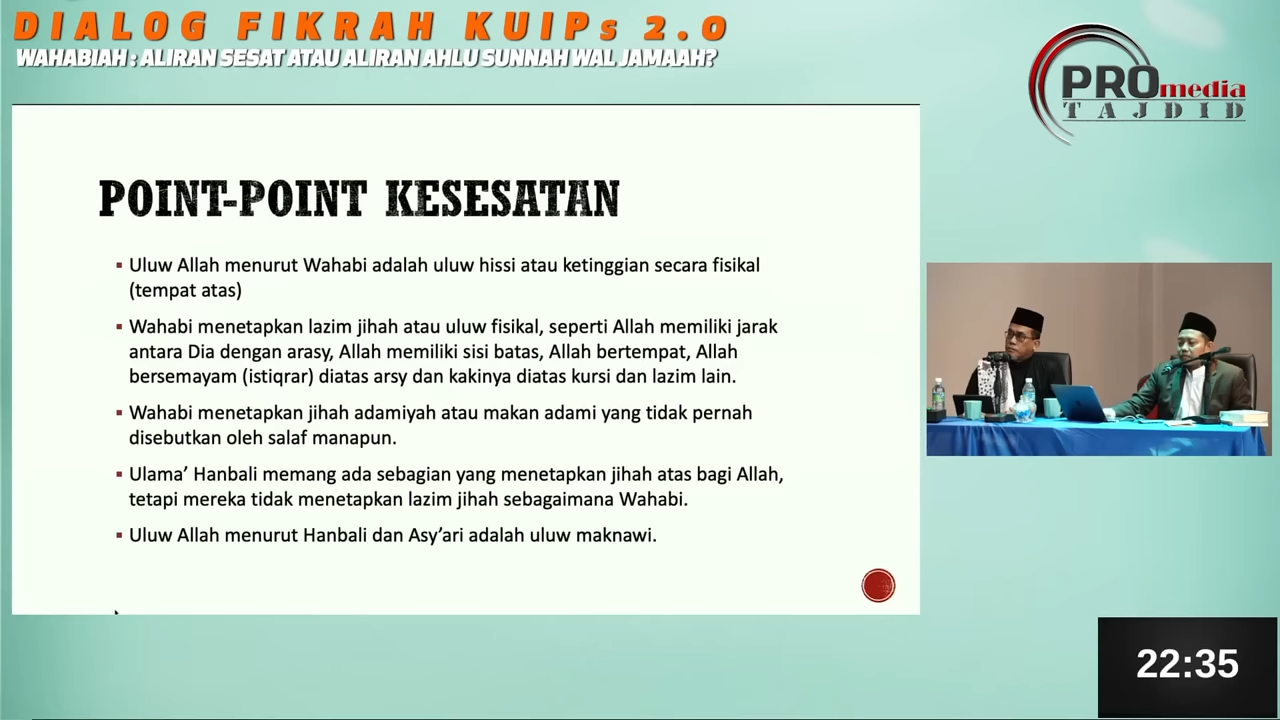 DIALOG FIKRAH KUIPs 2.0
WAHABIAH : ALIRAN SESAT ATAU ALIRAN AHLU SUNNAH WAL JAMAAH?
PROmedia
TAJDID
POINT-POINT KESESATAN
▪ Uluw Allah menurut Wahabi adalah uluw hissi atau ketinggian secara fisikal
(tempat atas)
▪ Wahabi menetapkan lazim jihah atau uluw fisikal, seperti Allah memiliki jarak
antara Dia dengan arasy, Allah memiliki sisi batas, Allah bertempat, Allah
bersemayam (istiqrar) diatas arsy dan kakinya diatas kursi dan lazim lain.
▪ Wahabi menetapkan jihah adamiyah atau makan adami yang tidak pernah
disebutkan oleh salaf manapun.
▪ Ulama’ Hanbali memang ada sebagian yang menetapkan jihah atas bagi Allah,
tetapi mereka tidak menetapkan lazim jihah sebagaimana Wahabi.
▪ Uluw Allah menurut Hanbali dan Asy’ari adalah uluw maknawi.
22:35